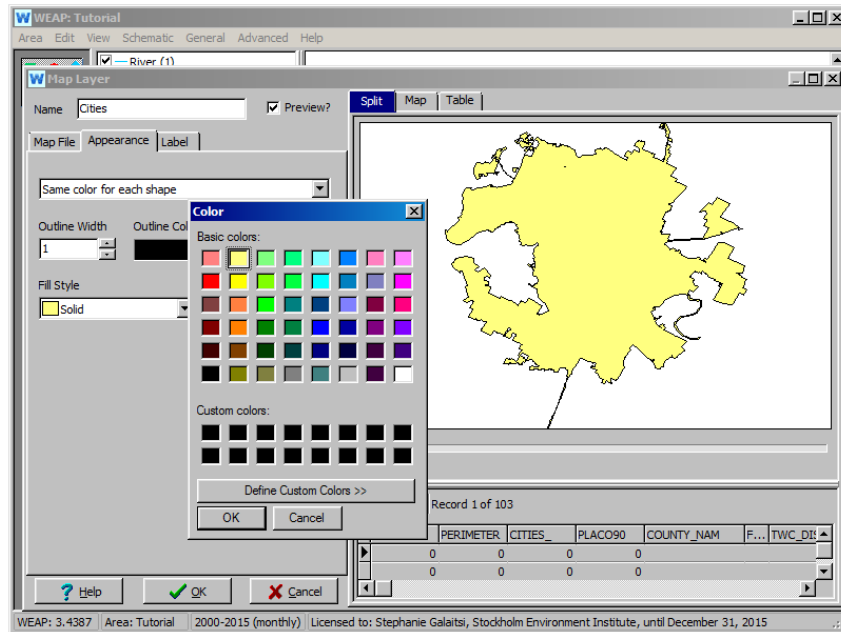 WEAP: Tutorial
Area Edit View Schematic General Advanced Help
River (1)
Map Layer
Name Cities Preview?
Split Map Table
Map File Appearance Label
Same color for each shape
Outline Width Outline Col
1
Fill Style
Solid
Color
Basic colors:
Custom colors:
Define Custom Colors >>
OK Cancel
Record 1 of 103
PERIMETER CITIES_ PLACO90 COUNTY_NAM F... TWC_DIS
0 0 0 0
0 0 0 0
? Help OK Cancel
WEAP: 3.4387 Area: Tutorial 2000-2015 (monthly) Licensed to: Stephanie Galaitsi, Stockholm Environment Institute, until December 31, 2015